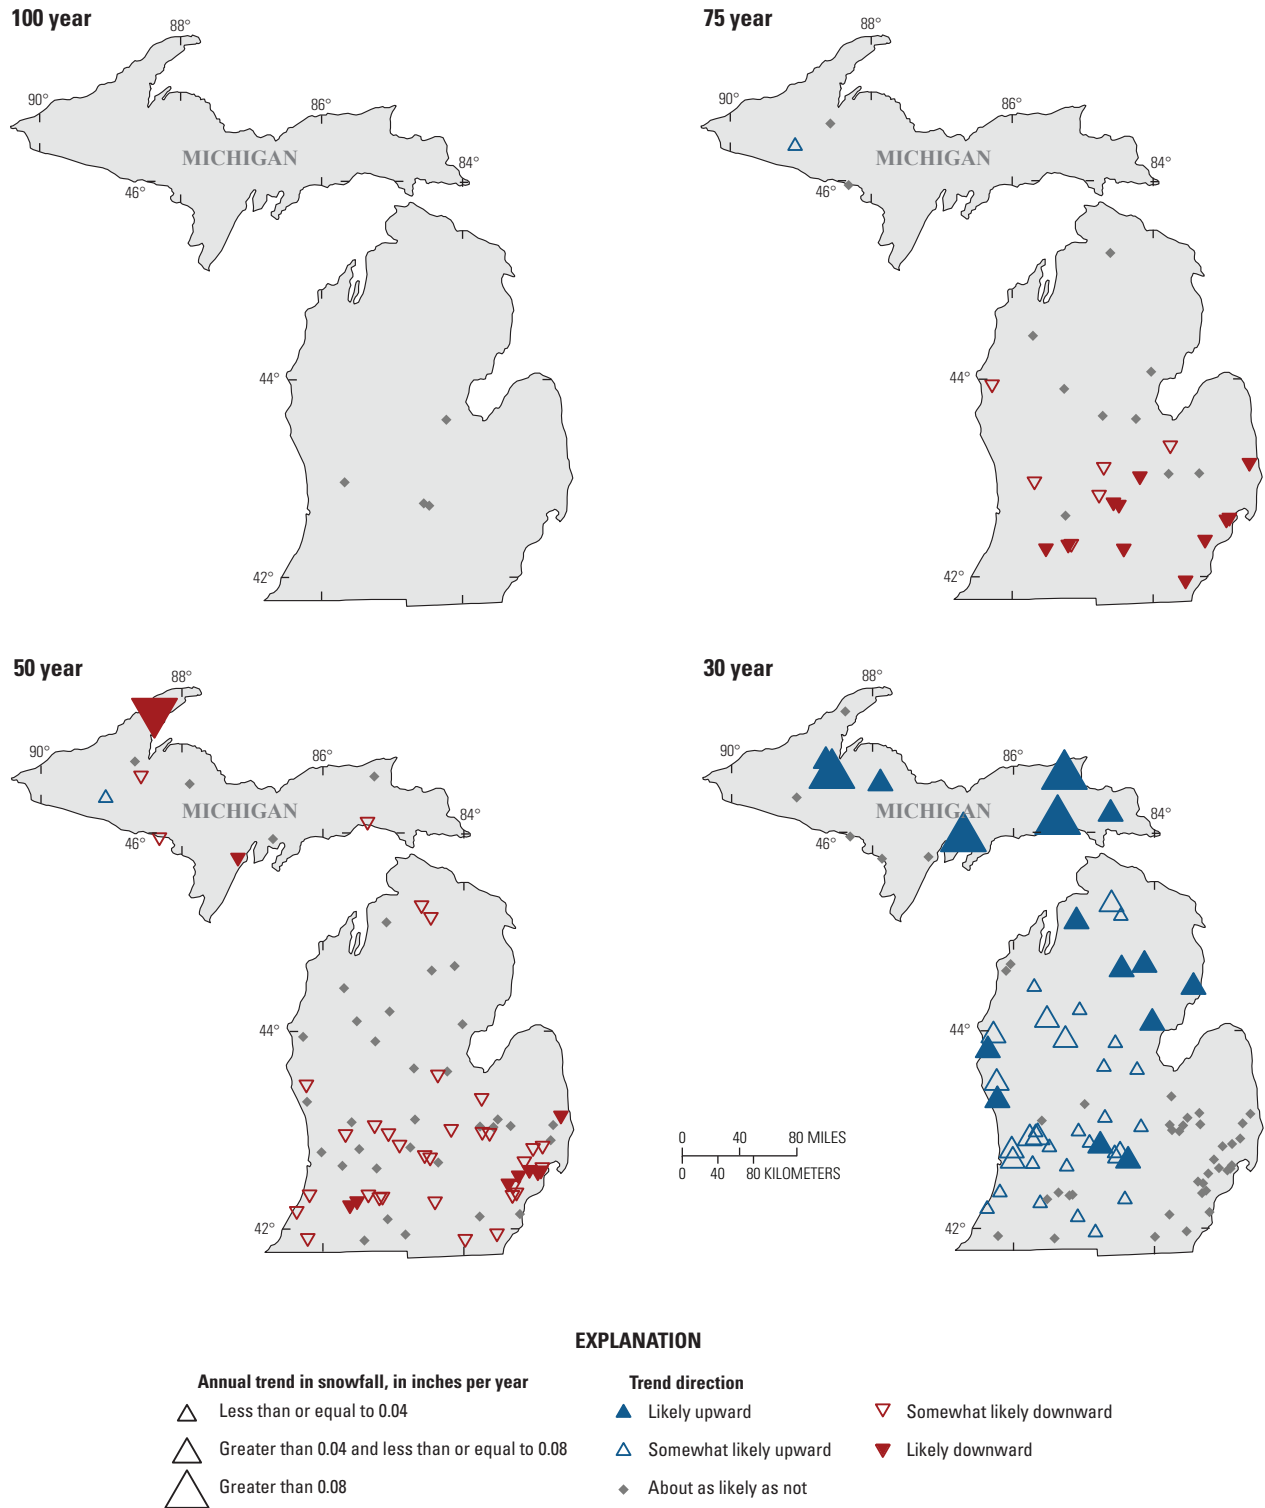 100 year
88°
90°
86°
MICHIGAN
84°
46°
44°
42°
75 year
88°
90°
86°
MICHIGAN
84°
46°
44°
42°
50 year
88°
90°
86°
MICHIGAN
84°
46°
44°
42°
30 year
88°
90°
86°
MICHIGAN
84°
46°
44°
42°
0 40 80 MILES
0 40 80 KILOMETERS
EXPLANATION
Annual trend in snowfall, in inches per year
Less than or equal to 0.04
Greater than 0.04 and less than or equal to 0.08
Greater than 0.08
Trend direction
Likely upward
Somewhat likely upward
About as likely as not
Somewhat likely downward
Likely downward